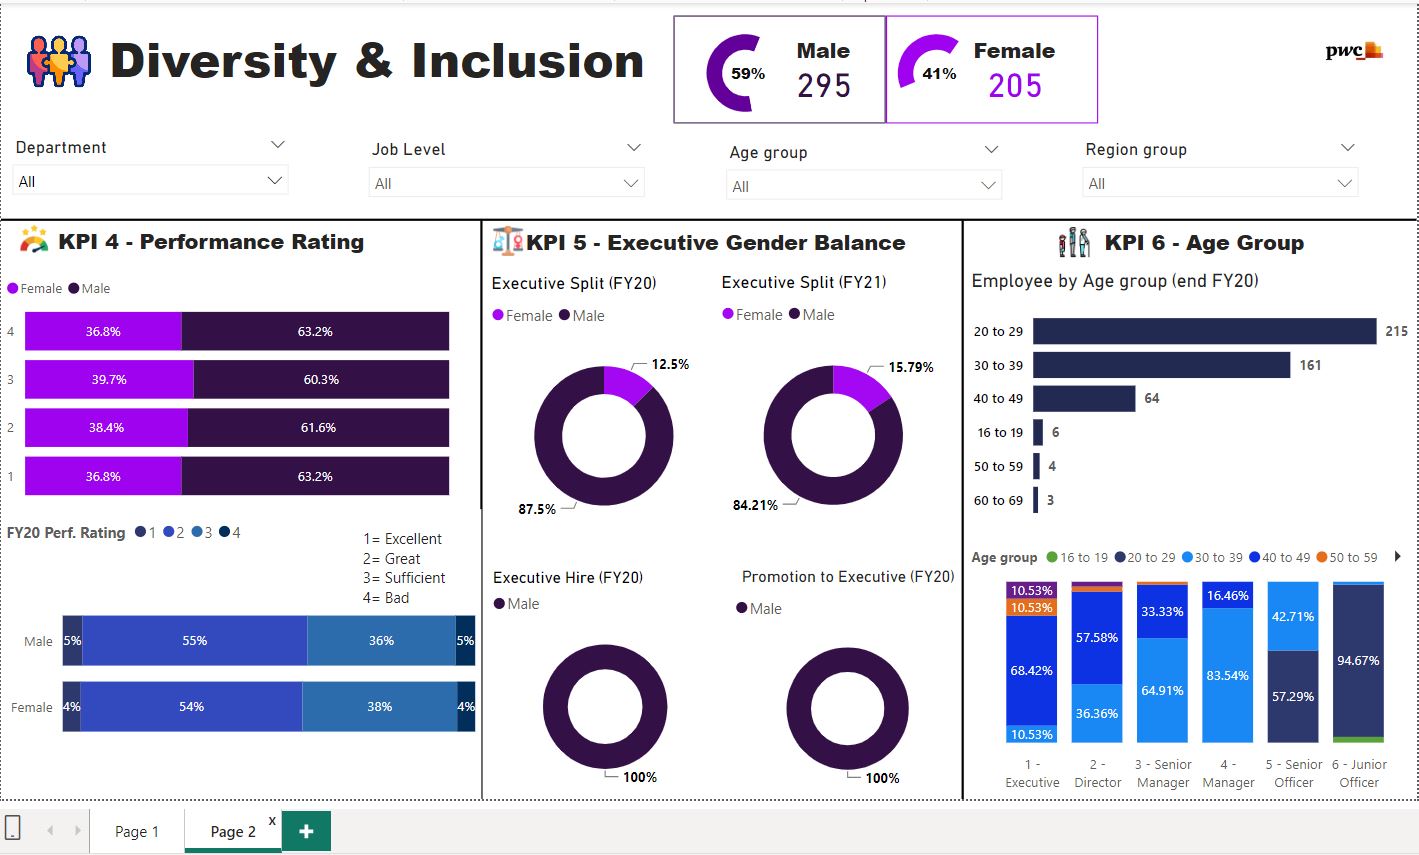 Diversity & Inclusion
59%
Male
295
41%
Female
205
pwc
Department
All
Job Level
All
Age group
All
Region group
All
KPI 4 - Performance Rating
Female Male
4 36.8% 63.2%
3 39.7% 60.3%
2 38.4% 61.6%
1 36.8% 63.2%
FY20 Perf. Rating 1 2 3 4
1= Excellent
2= Great
3= Sufficient
4= Bad
Male 5% 55% 36% 5%
Female 4% 54% 38% 4%
KPI 5 - Executive Gender Balance
Executive Split (FY20)
Female Male
12.5%
87.5%
Executive Split (FY21)
Female Male
15.79%
84.21%
Executive Hire (FY20)
Male
100%
Promotion to Executive (FY20)
Male
100%
KPI 6 - Age Group
Employee by Age group (end FY20)
20 to 29 215
30 to 39 161
40 to 49 64
16 to 19 6
50 to 59 4
60 to 69 3
Age group 16 to 19 20 to 29 30 to 39 40 to 49 50 to 59
10.53%
10.53%
68.42%
10.53%
57.58%
36.36%
33.33%
64.91%
16.46%
83.54%
42.71%
57.29%
94.67%
1 -
Executive
2 -
Director
3 - Senior
Manager
4 -
Manager
5 - Senior
Officer
6 - Junior
Officer
Page 1
Page 2
x
+